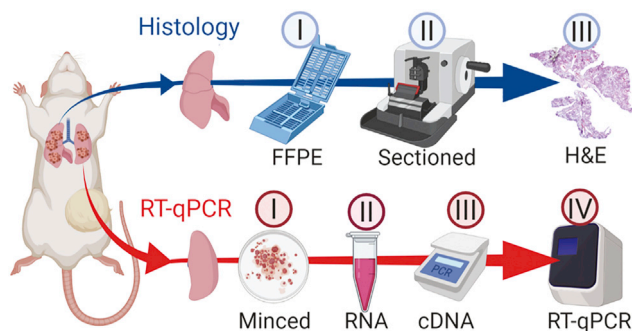 Histology
I
II
III
FFPE
Sectioned
H&E
RT-qPCR
I
II
III
IV
PCR
Minced
RNA
cDNA
RT-qPCR